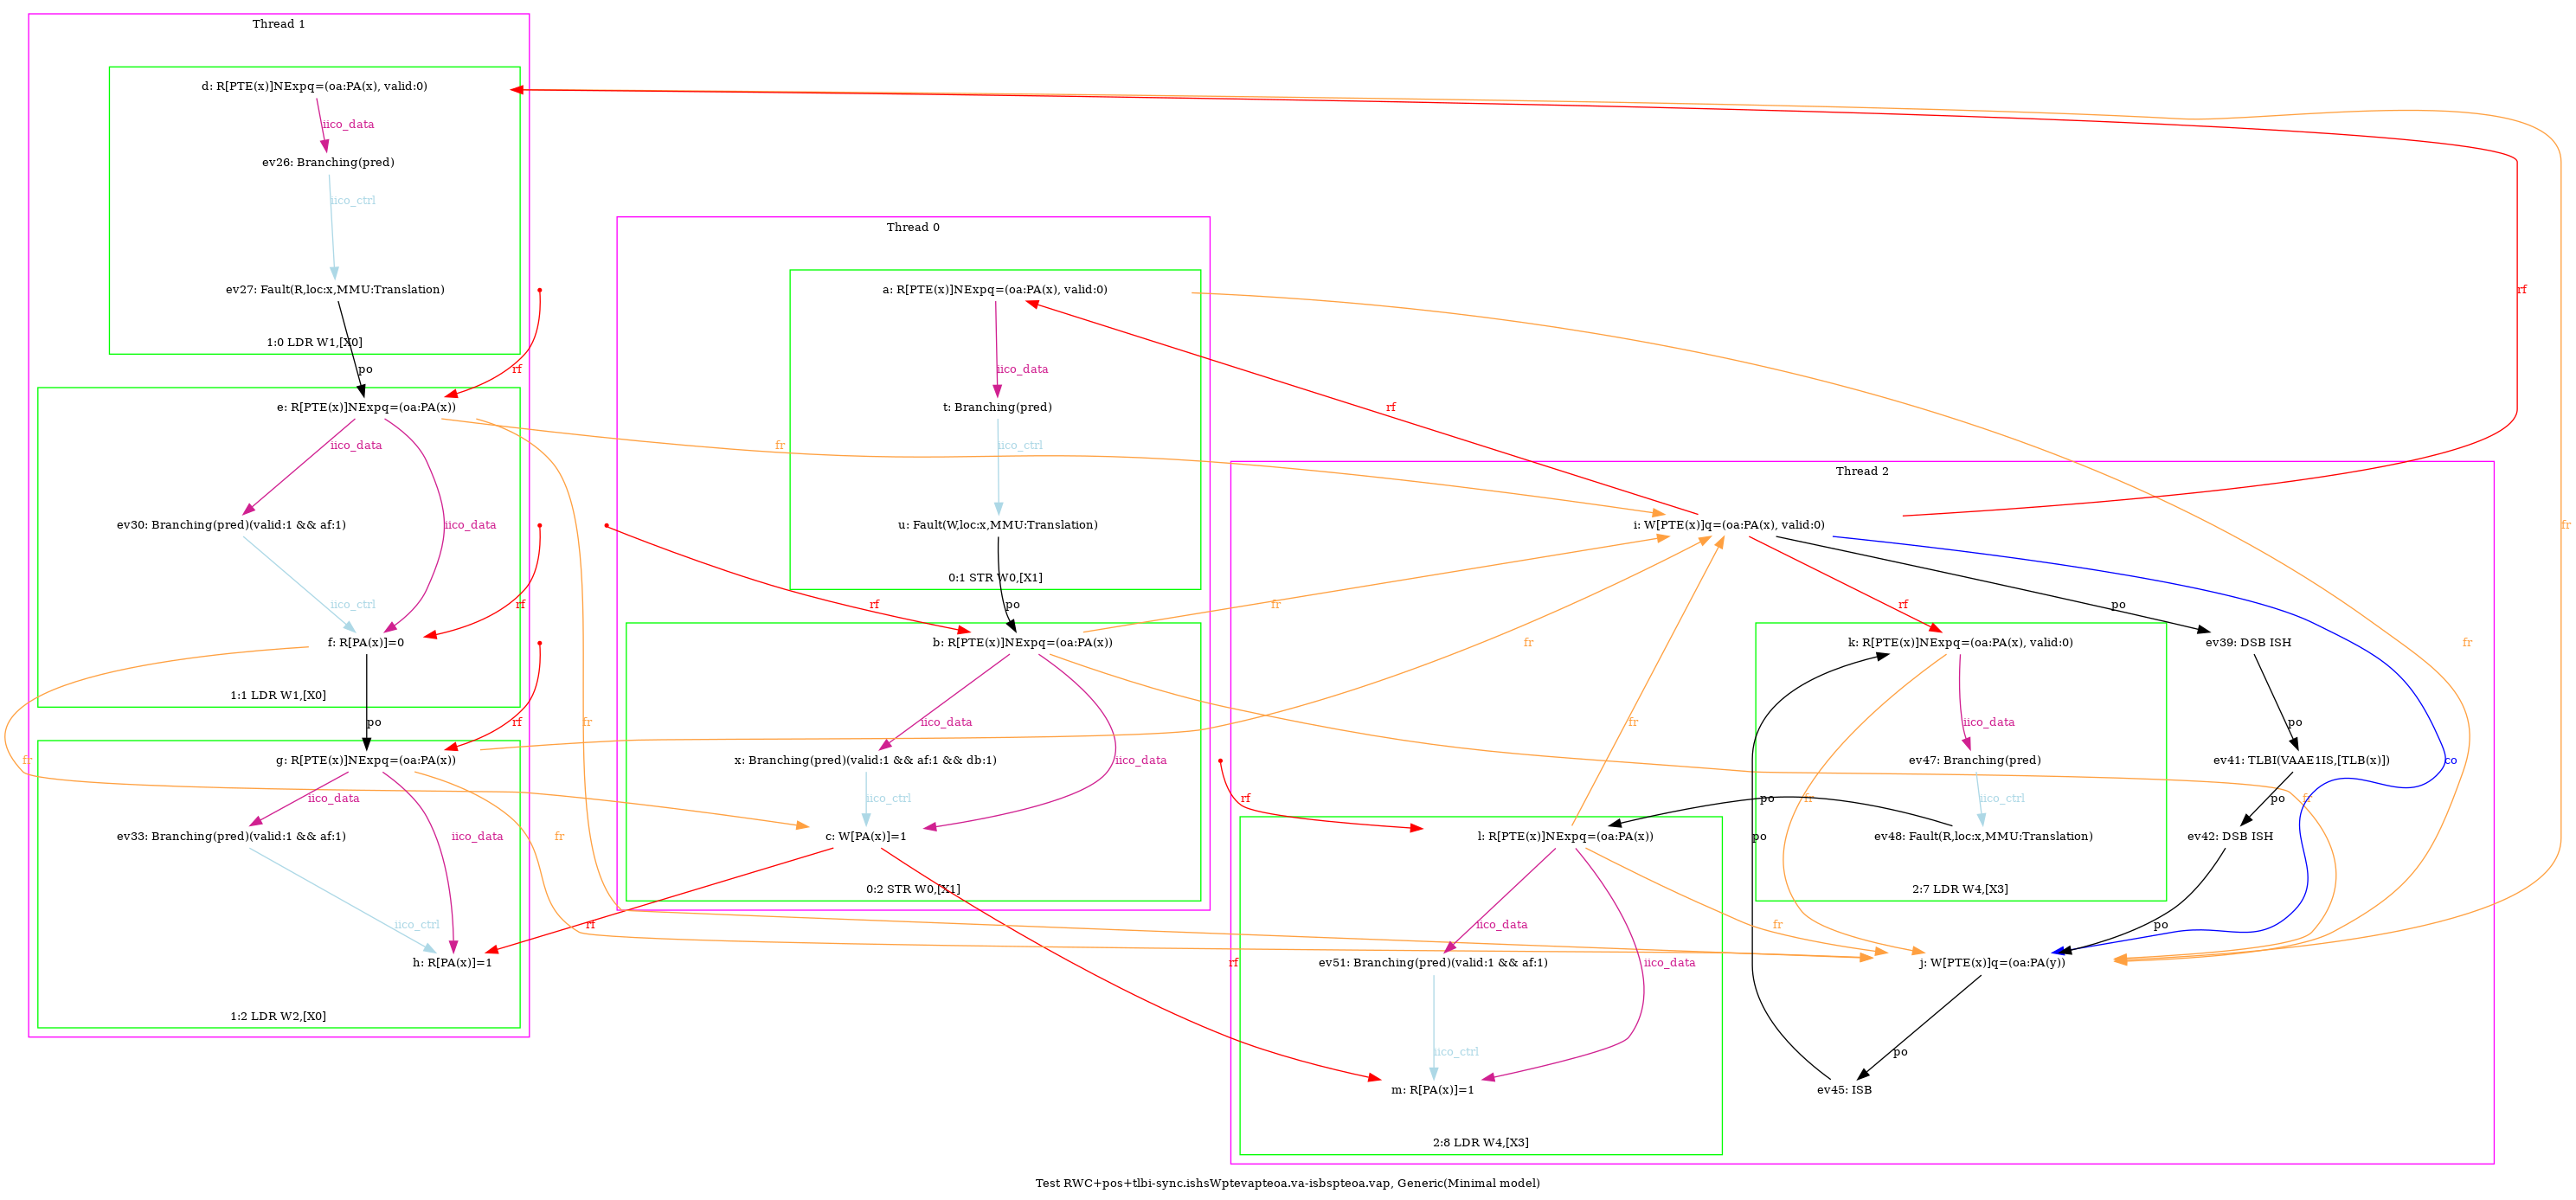 Thread 1
d: R[PTE(x)]NExpq=(oa:PA(x), valid:0)
iico_data
ev26: Branching(pred)
iico_ctrl
ev27: Fault(R,loc:x,MMU:Translation)
1:0 LDR W1,[X0]
po
rf
e: R[PTE(x)]NExpq=(oa:PA(x))
iico_data
ev30: Branching(pred)(valid:1 && af:1)
iico_data
iico_ctrl
rf
f: R[PA(x)]=0
1:1 LDR W1,[X0]
po
rf
fr
g: R[PTE(x)]NExpq=(oa:PA(x))
iico_data
ev33: Branching(pred)(valid:1 && af:1)
iico_data
iico_ctrl
h: R[PA(x)]=1
1:2 LDR W2,[X0]
Thread 0
a: R[PTE(x)]NExpq=(oa:PA(x), valid:0)
iico_data
t: Branching(pred)
iico_ctrl
u: Fault(W,loc:x,MMU:Translation)
0:1 STR W0,[X1]
po
rf
b: R[PTE(x)]NExpq=(oa:PA(x))
iico_data
x: Branching(pred)(valid:1 && af:1 && db:1)
iico_data
iico_ctrl
c: W[PA(x)]=1
0:2 STR W0,[X1]
fr
fr
fr
rf
rf
rf
fr
fr
fr
rf
Thread 2
i: W[PTE(x)]q=(oa:PA(x), valid:0)
rf
po
k: R[PTE(x)]NExpq=(oa:PA(x), valid:0)
ev39: DSB ISH
iico_data
po
ev47: Branching(pred)
ev41: TLBI(VAAE1IS,[TLB(x)])
co
po
po
fr
iico_ctrl
po
fr
ev48: Fault(R,loc:x,MMU:Translation)
ev42: DSB ISH
2:7 LDR W4,[X3]
po
l: R[PTE(x)]NExpq=(oa:PA(x))
iico_data
fr
ev51: Branching(pred)(valid:1 && af:1)
iico_data
j: W[PTE(x)]q=(oa:PA(y))
iico_ctrl
po
m: R[PA(x)]=1
ev45: ISB
2:8 LDR W4,[X3]
rf
fr
fr
Test RWC+pos+tlbi-sync.ishsWptevapteoa.va-isbspteoa.vap, Generic(Minimal model)